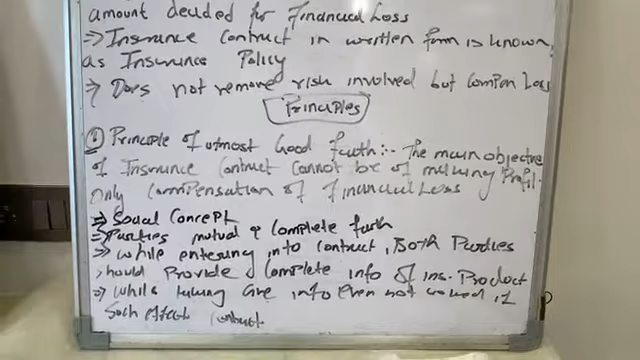 amount decided for Financial Loss
→ Insurance Contract in written form is known
as Insurance Policy
→ Does not remove risk involved but Compen Loss
Principles
① Principle of utmost Good faith :- The main objective
of Insurance Contract cannot be of making Profit.
Only Compensation of Financial Loss
→ Social Concept
→ Parties mutual & Complete faith
→ While entering into contract, Both Parties
should Provide Complete info of ins. Product
→ While Give info Even not if
Such effect Contract